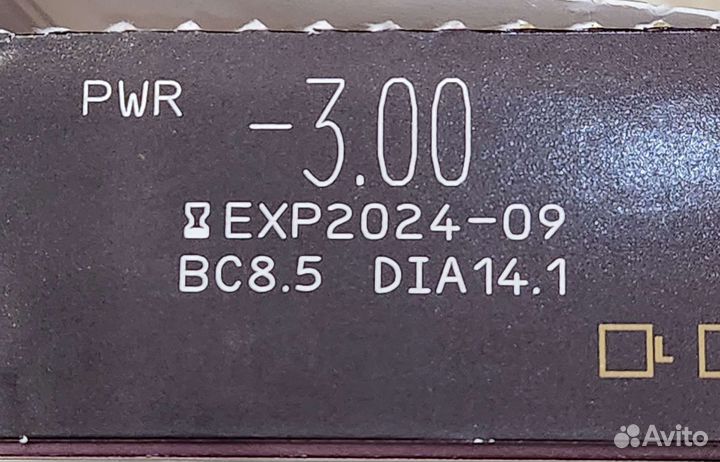 PWR -3.00
EXP2024-09
BC8.5 DIA14.1
L
Avito